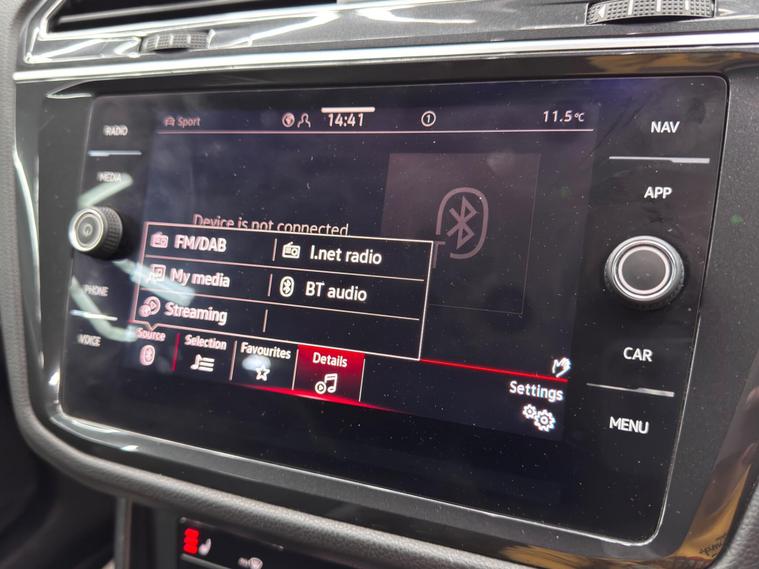 RADIO
Sport
14:41
1
11.5°C
NAV
MEDIA
APP
Device is not connected
FM/DAB
I.net radio
My media
BT audio
PHONE
Streaming
VOICE
Source
Selection
Favourites
Details
Settings
CAR
MENU